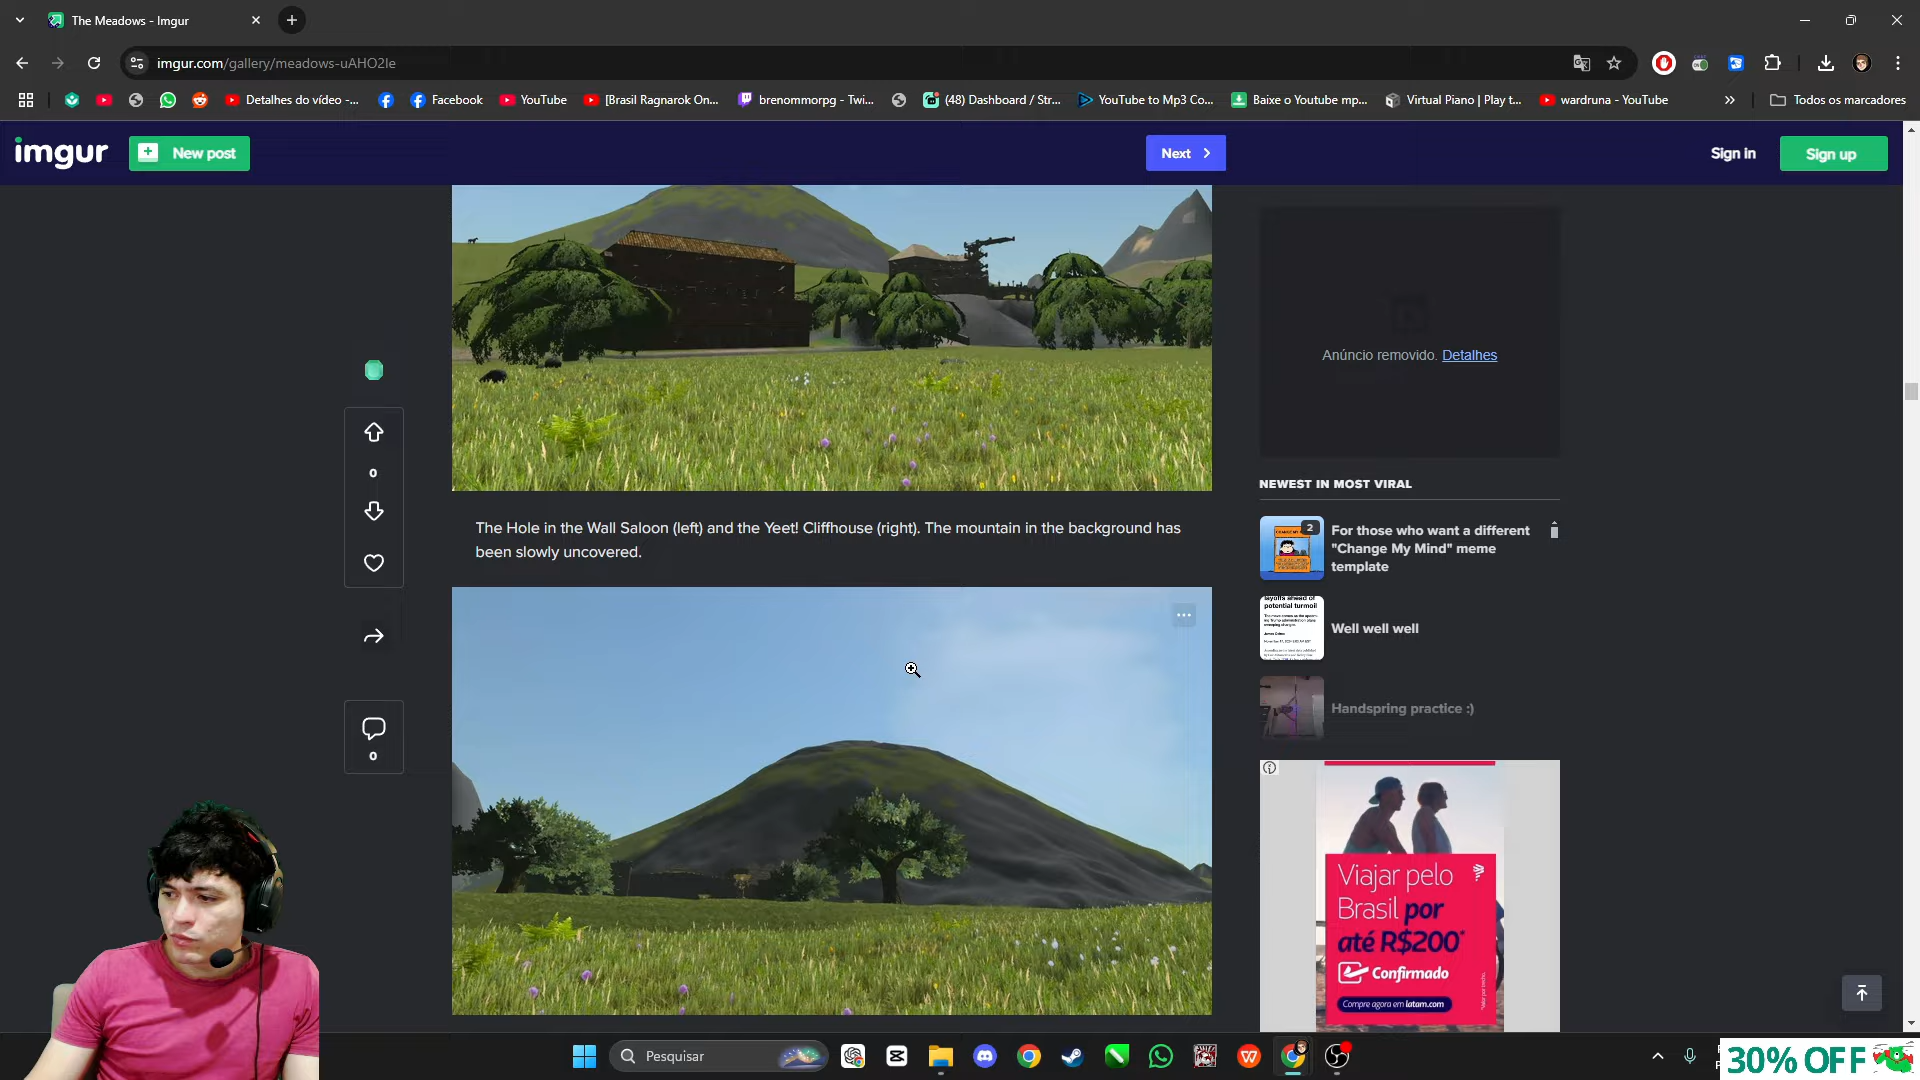 The Meadows - Imgur
imgur.com/gallery/meadows-uAHO2Ie
Detalhes do vídeo -...
Facebook
YouTube
[Brasil Ragnarok On...
brenommorpg - Twi...
(48) Dashboard / Str...
YouTube to Mp3 Co...
Baixe o Youtube mp...
Virtual Piano | Play t...
wardruna - YouTube
Todos os marcadores
imgur
New post
Next
Sign in
Sign up
Anúncio removido. Detalhes
0
The Hole in the Wall Saloon (left) and the Yeet! Cliffhouse (right). The mountain in the background has
been slowly uncovered.
0
NEWEST IN MOST VIRAL
2
For those who want a different
"Change My Mind" meme
template
potential turmoil
Well well well
Handspring practice :)
Viajar pelo
Brasil por
até R$200*
Confirmado
Compre agora em latam.com
Pesquisar
30% OFF